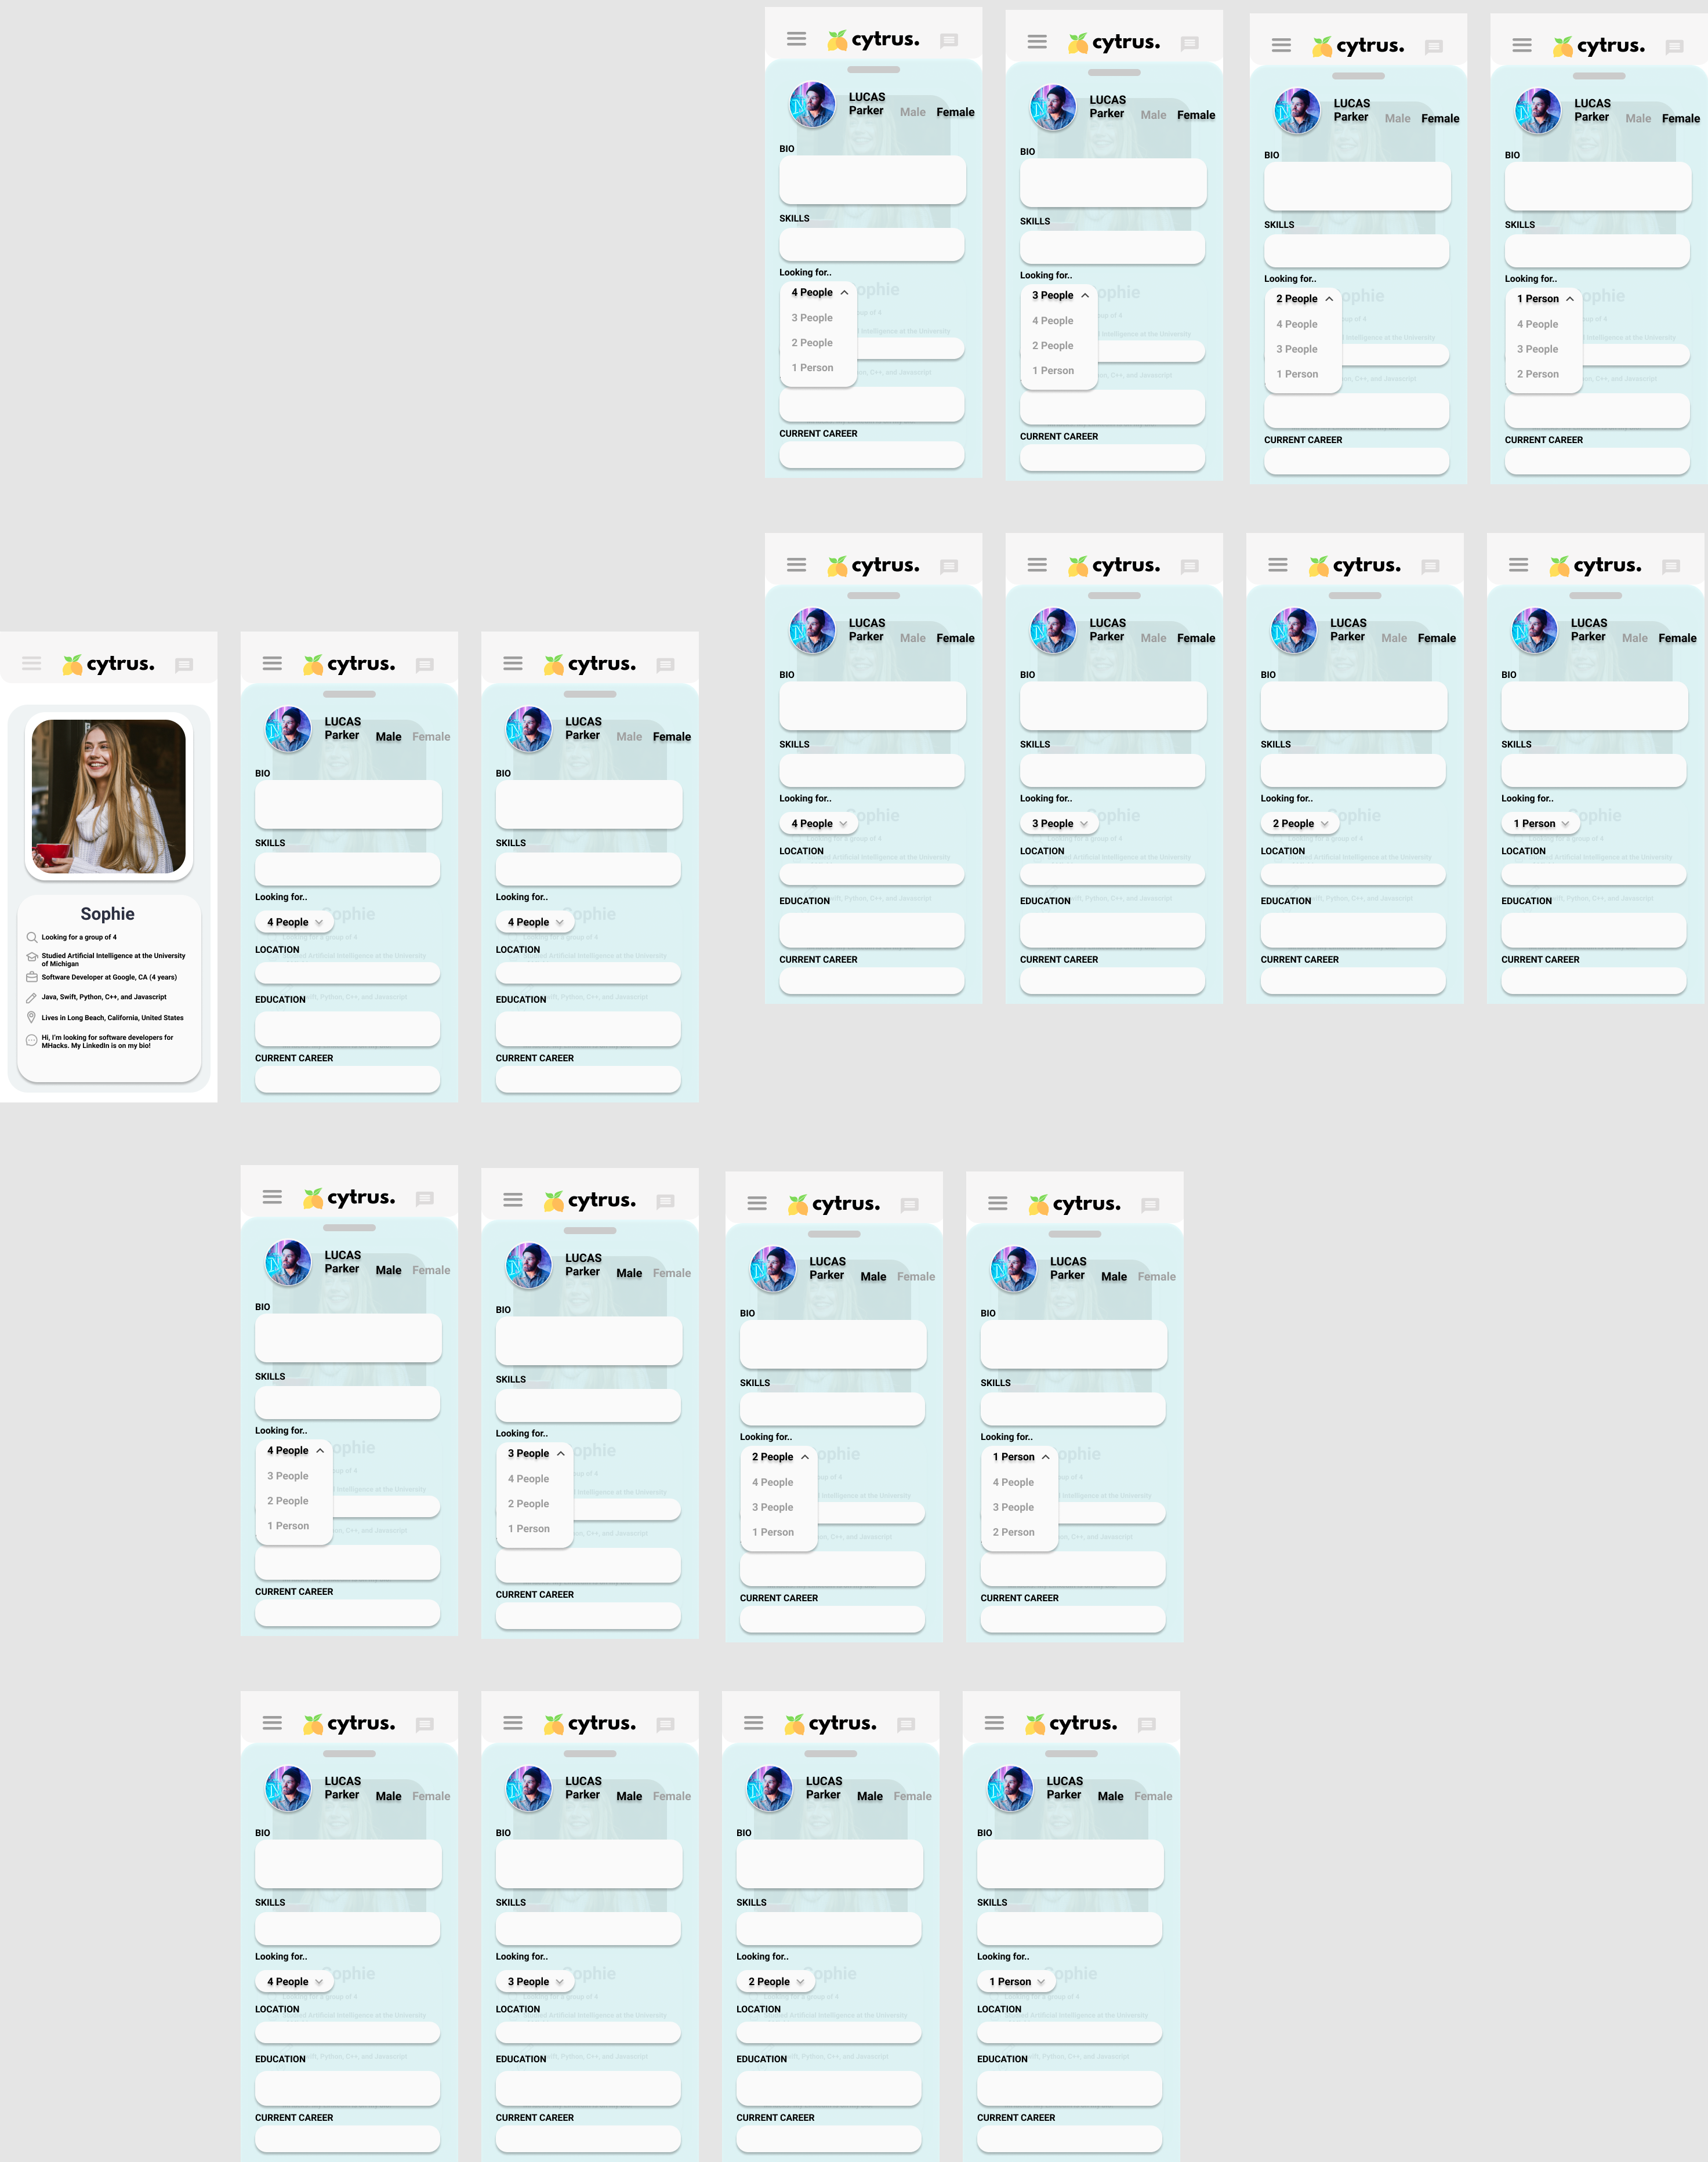 cytrus.
LUCAS
Parker Male Female
BIO
SKILLS
Looking for..
4 People
3 People
2 People
1 Person
CURRENT CAREER
cytrus.
LUCAS
Parker Male Female
BIO
SKILLS
Looking for..
3 People
4 People
2 People
1 Person
CURRENT CAREER
cytrus.
LUCAS
Parker Male Female
BIO
SKILLS
Looking for..
2 People
4 People
3 People
1 Person
CURRENT CAREER
cytrus.
LUCAS
Parker Male Female
BIO
SKILLS
Looking for..
1 Person
4 People
3 People
2 Person
CURRENT CAREER
cytrus.
LUCAS
Parker Male Female
BIO
SKILLS
Looking for..
4 People
LOCATION
EDUCATION
CURRENT CAREER
cytrus.
LUCAS
Parker Male Female
BIO
SKILLS
Looking for..
3 People
LOCATION
EDUCATION
CURRENT CAREER
cytrus.
LUCAS
Parker Male Female
BIO
SKILLS
Looking for..
2 People
LOCATION
EDUCATION
CURRENT CAREER
cytrus.
LUCAS
Parker Male Female
BIO
SKILLS
Looking for..
1 Person
LOCATION
EDUCATION
CURRENT CAREER
cytrus.
Sophie
Looking for a group of 4
Studied Artificial Intelligence at the University
of Michigan
Software Developer at Google, CA (4 years)
Java, Swift, Python, C++, and Javascript
Lives in Long Beach, California, United States
Hi, I'm looking for software developers for
MHacks. My LinkedIn is on my bio!
cytrus.
LUCAS
Parker Male Female
BIO
SKILLS
Looking for..
4 People
LOCATION
EDUCATION
CURRENT CAREER
cytrus.
LUCAS
Parker Male Female
BIO
SKILLS
Looking for..
4 People
LOCATION
EDUCATION
CURRENT CAREER
cytrus.
LUCAS
Parker Male Female
BIO
SKILLS
Looking for..
4 People
3 People
2 People
1 Person
CURRENT CAREER
cytrus.
LUCAS
Parker Male Female
BIO
SKILLS
Looking for..
3 People
4 People
2 People
1 Person
CURRENT CAREER
cytrus.
LUCAS
Parker Male Female
BIO
SKILLS
Looking for..
2 People
4 People
3 People
1 Person
CURRENT CAREER
cytrus.
LUCAS
Parker Male Female
BIO
SKILLS
Looking for..
1 Person
4 People
3 People
2 Person
CURRENT CAREER
cytrus.
LUCAS
Parker Male Female
BIO
SKILLS
Looking for..
4 People
LOCATION
EDUCATION
CURRENT CAREER
cytrus.
LUCAS
Parker Male Female
BIO
SKILLS
Looking for..
3 People
LOCATION
EDUCATION
CURRENT CAREER
cytrus.
LUCAS
Parker Male Female
BIO
SKILLS
Looking for..
2 People
LOCATION
EDUCATION
CURRENT CAREER
cytrus.
LUCAS
Parker Male Female
BIO
SKILLS
Looking for..
1 Person
LOCATION
EDUCATION
CURRENT CAREER